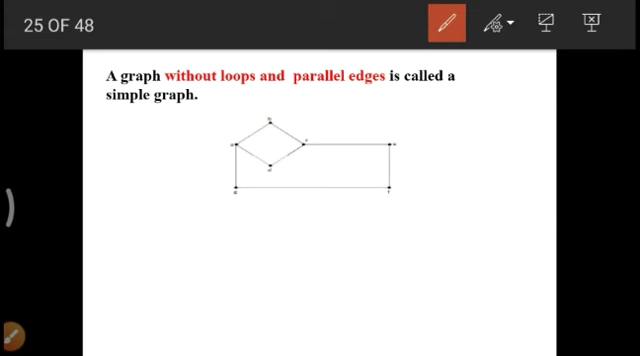 25 OF 48
A graph without loops and parallel edges is called a
simple graph.